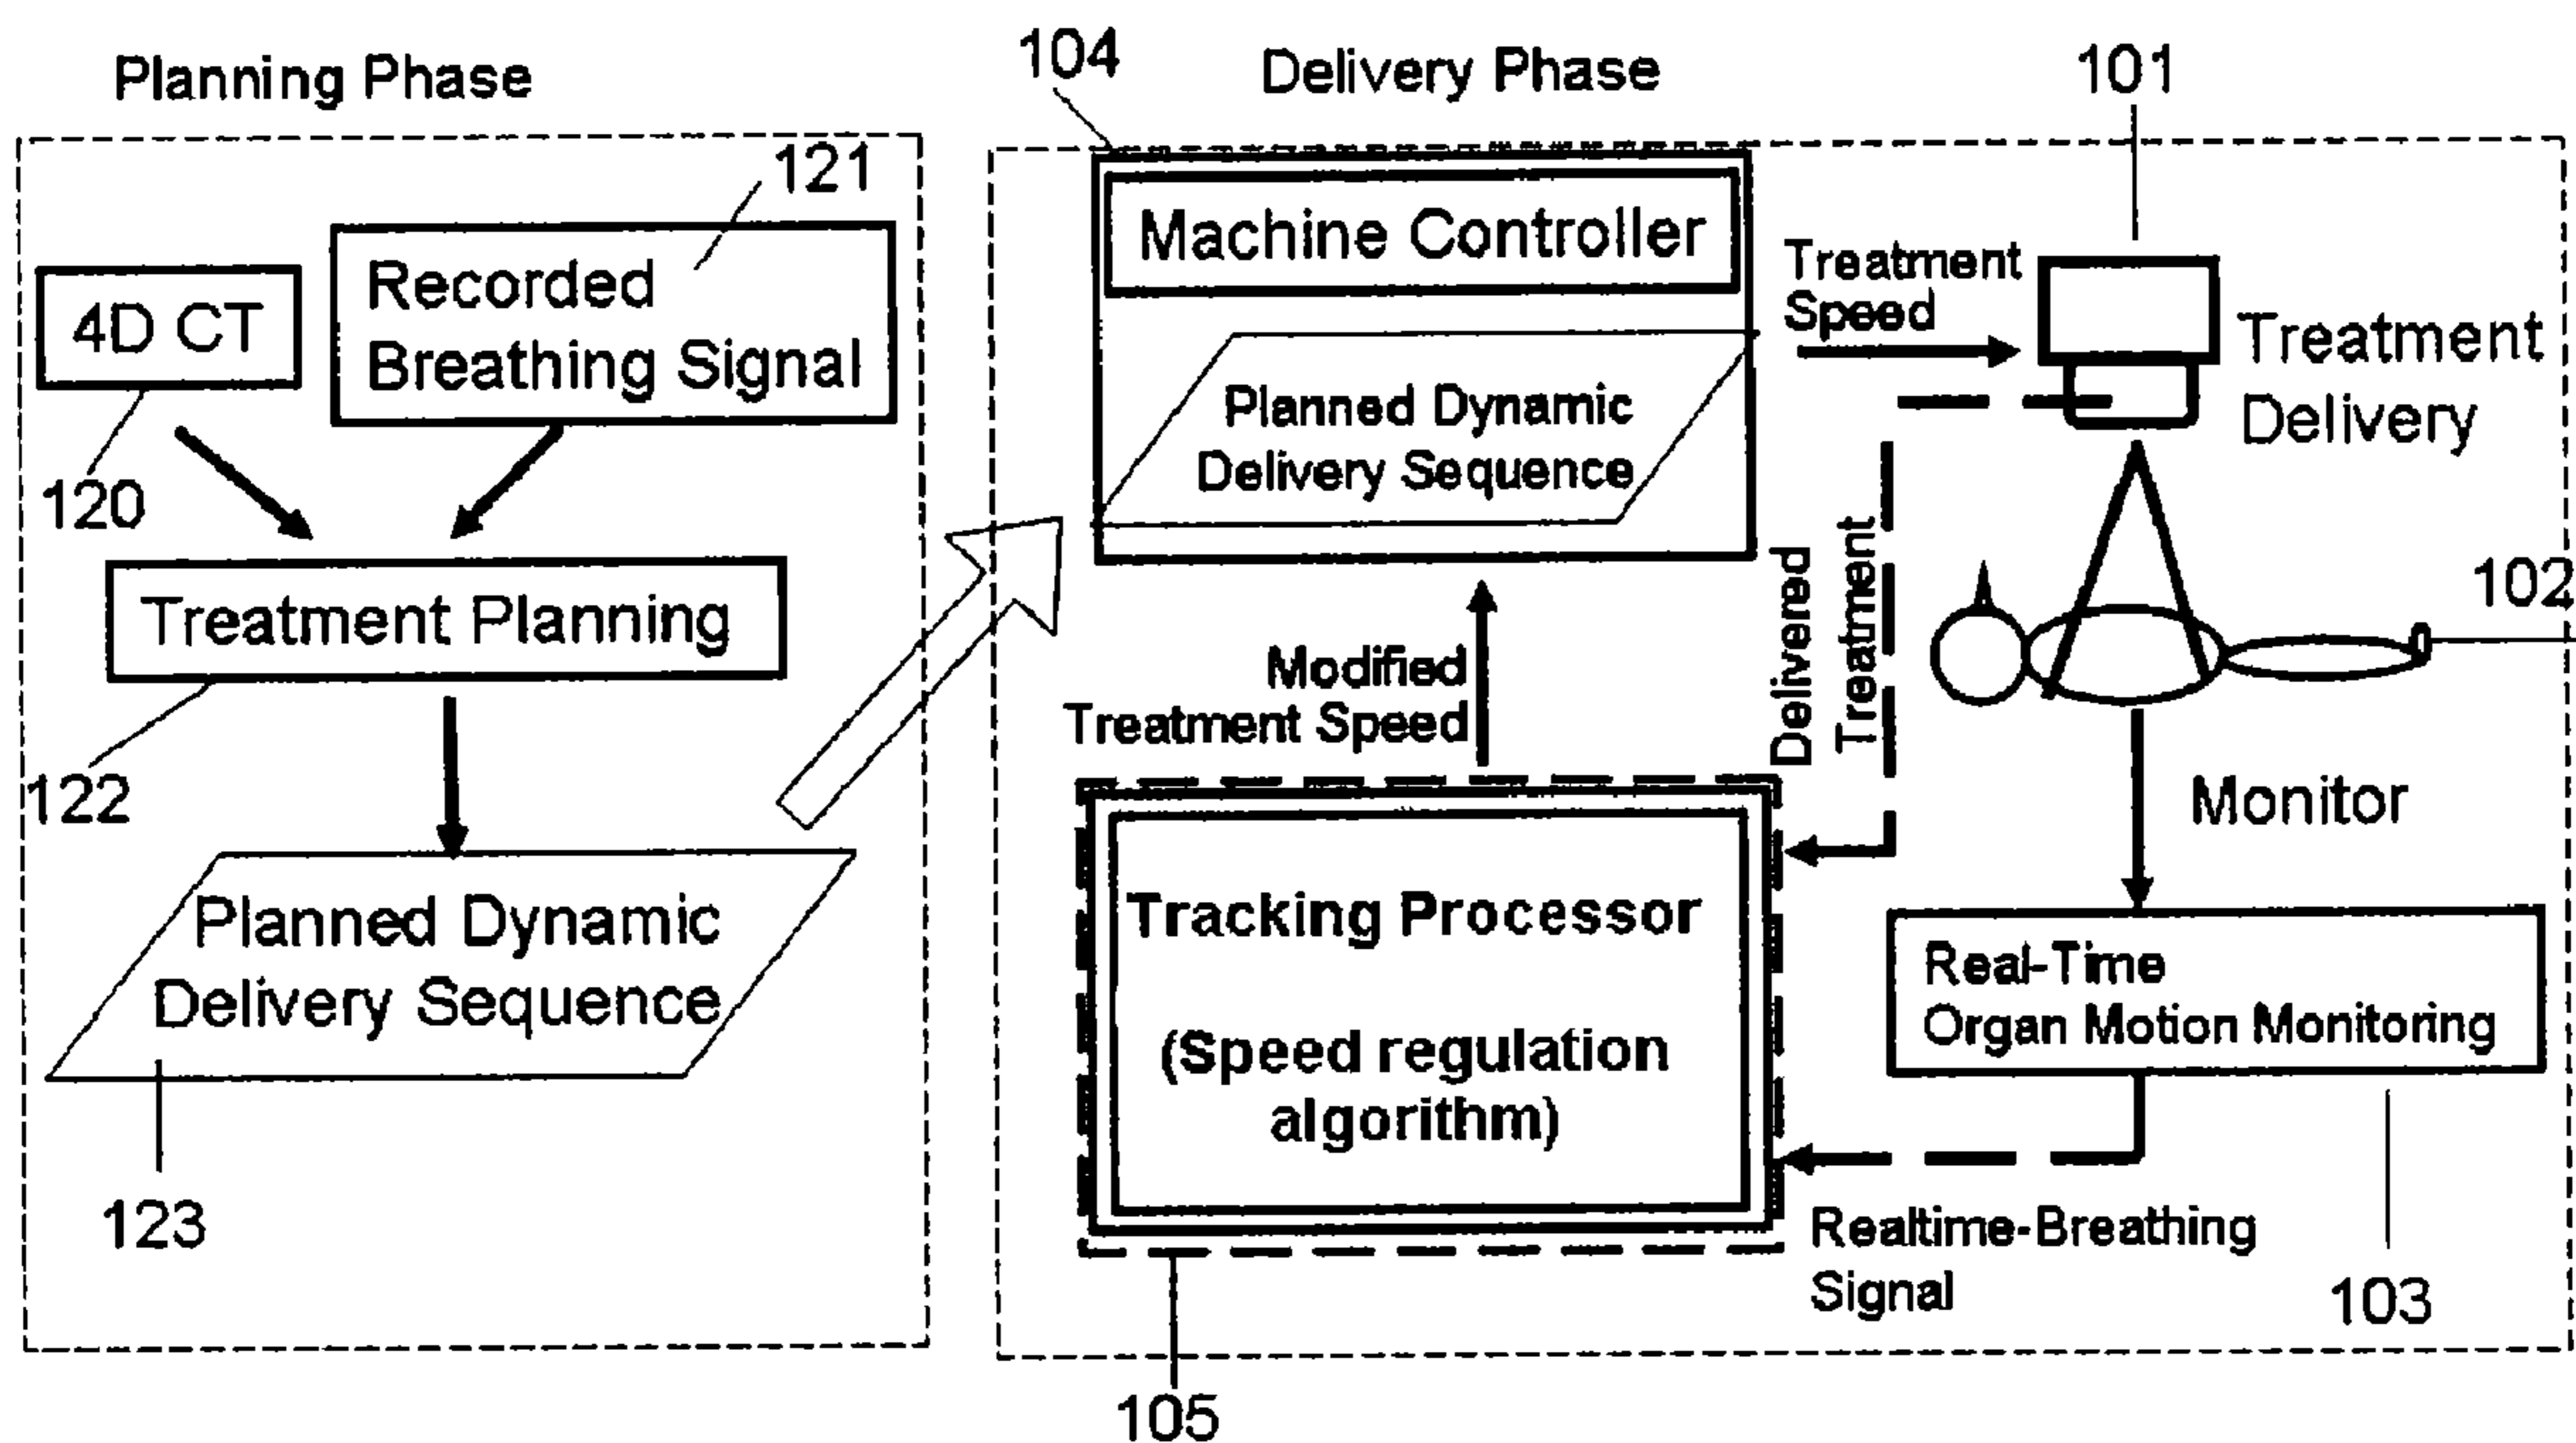 Planning Phase
121
4D CT
Recorded
Breathing Signal
120
Treatment Planning
122
Planned Dynamic
Delivery Sequence
123
104
Delivery Phase
101
Machine Controller
Planned Dynamic
Delivery Sequence
Treatment
Speed
Treatment
Delivery
102
Delivered
Treatment
Modified
Treatment Speed
Monitor
Tracking Processor
(Speed regulation
algorithm)
Real-Time
Organ Motion Monitoring
Realtime-Breathing
Signal
103
105